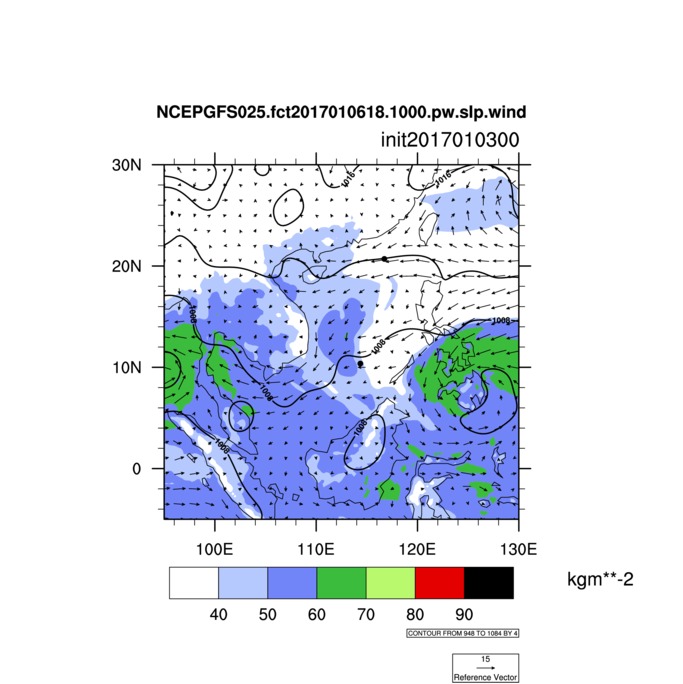 NCEPGFS025.fct2017010618.1000.pw.slp.wind
init2017010300
30N
1016
1016
20N
1008
1008
1008
10N
1008
1008
1008
0
100E
110E
120E
130E
kgm**-2
40
50
60
70
80
90
CONTOUR FROM 948 TO 1084 BY 4
15
Reference Vector